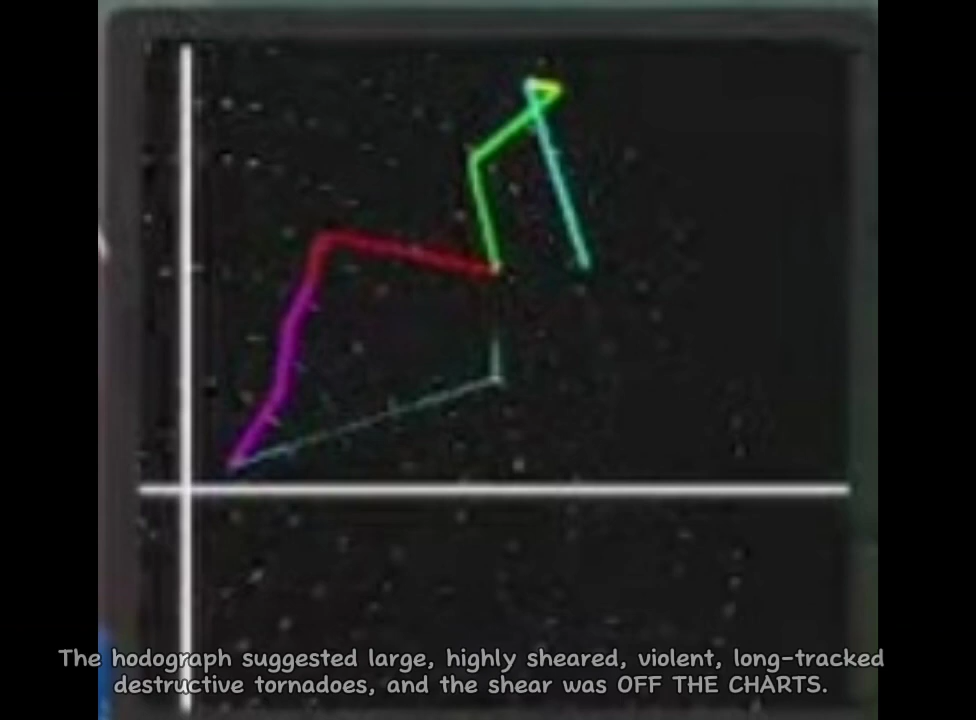 The hodograph suggested large, highly sheared, violent, long-tracked
destructive tornadoes, and the shear was OFF THE CHARTS.